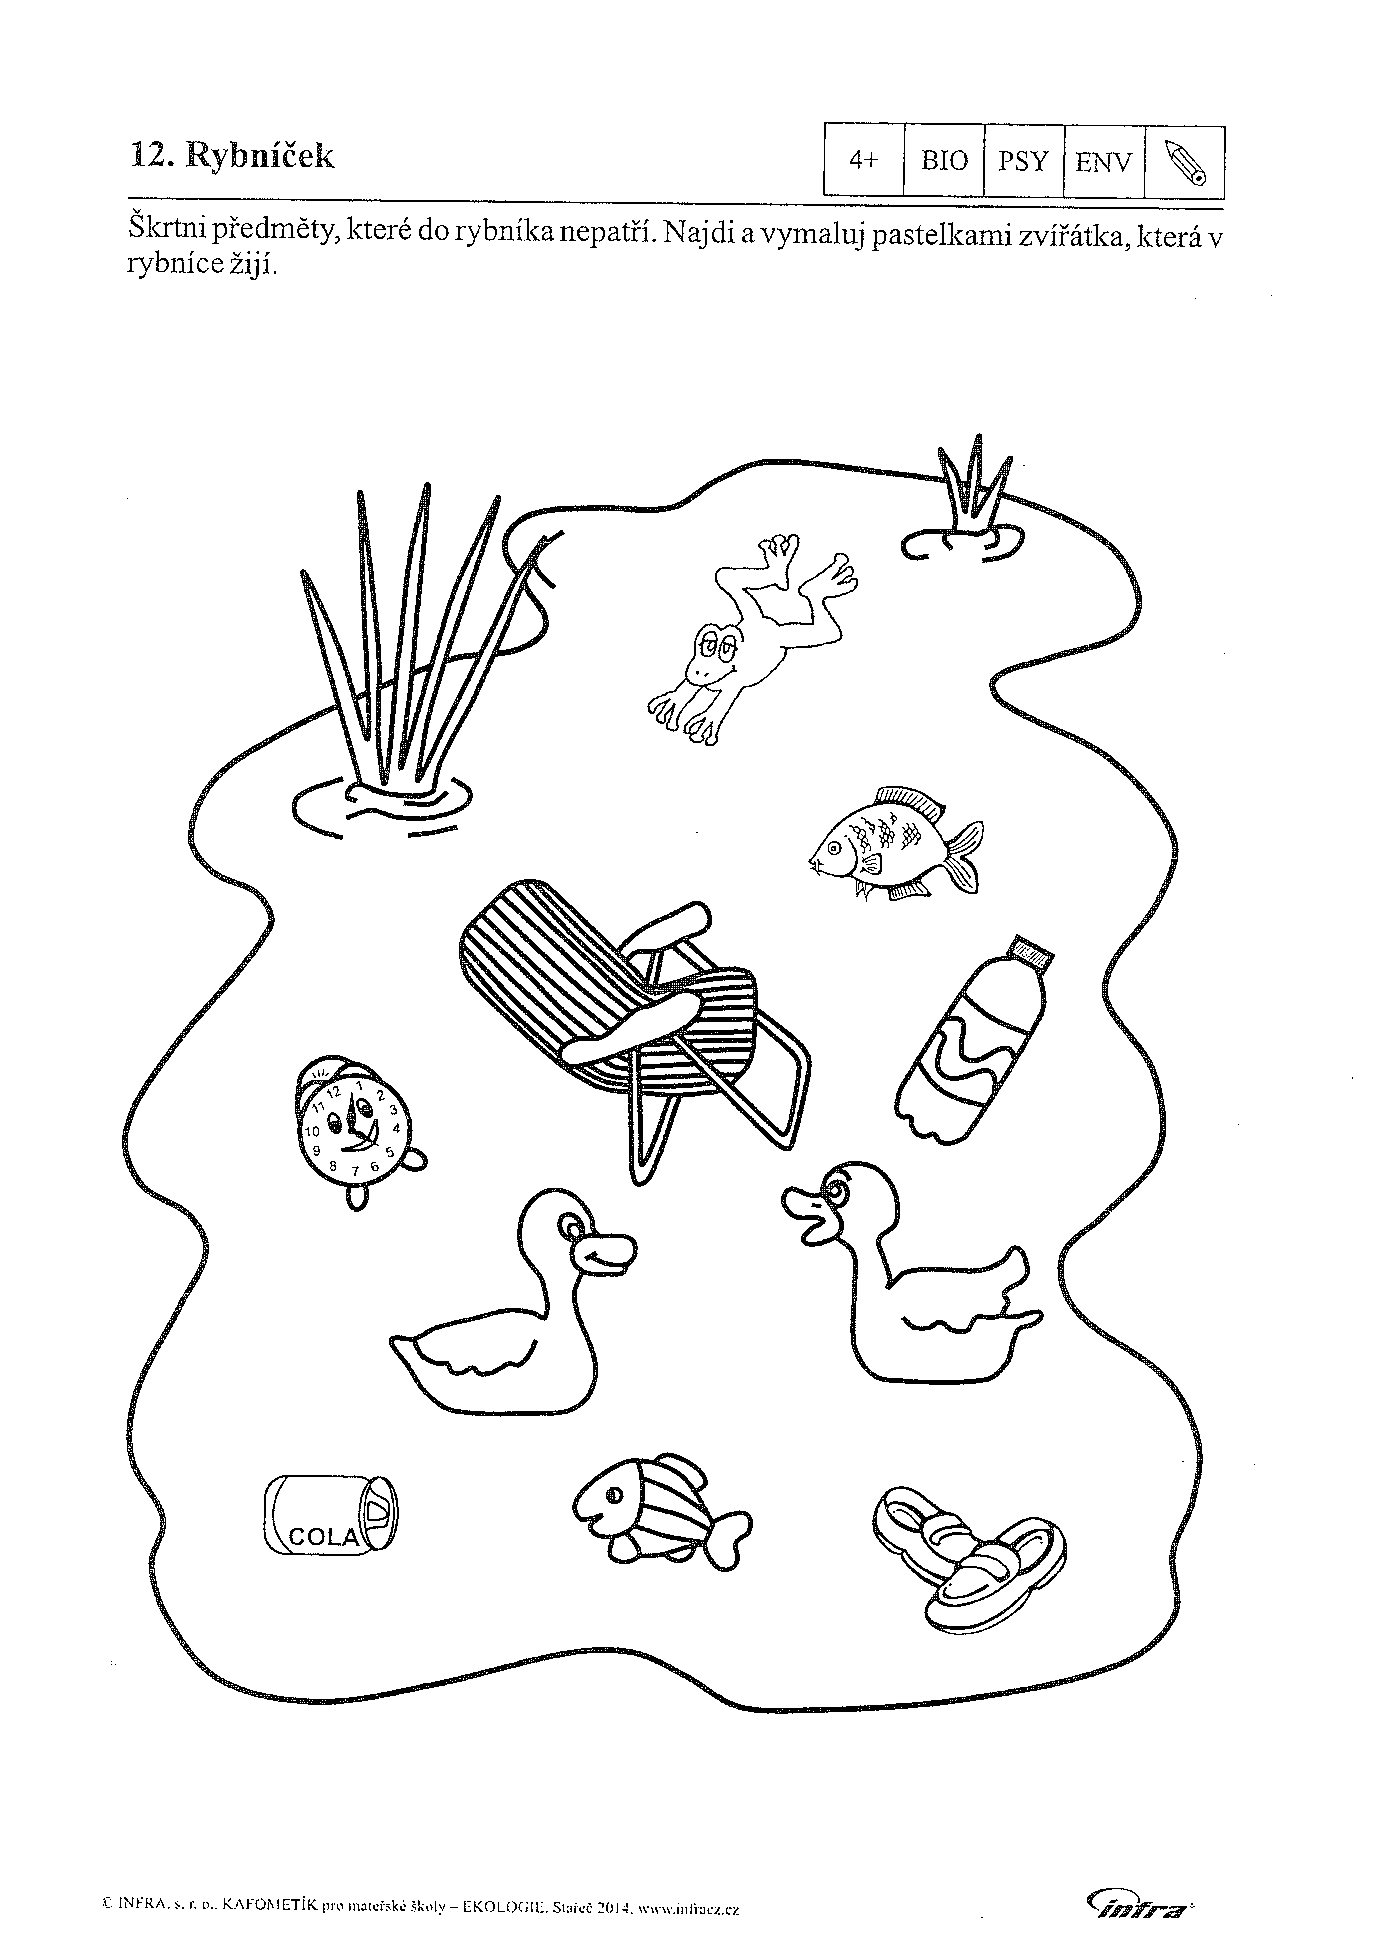 12. Rybníček
4+ BIO PSY ENV
Škrtni předměty, které do rybníka nepatří. Najdi a vymaluj pastelkami zvířátka, která v
rybníce žijí.
12 1 2 3 4 5 6 7 8 9 10 11
COLA
© INFRA, s. r. o., KAFOMETÍK pro mateřské školy – EKOLOGIE, Stařeč 2014, www.infracz.cz
infra